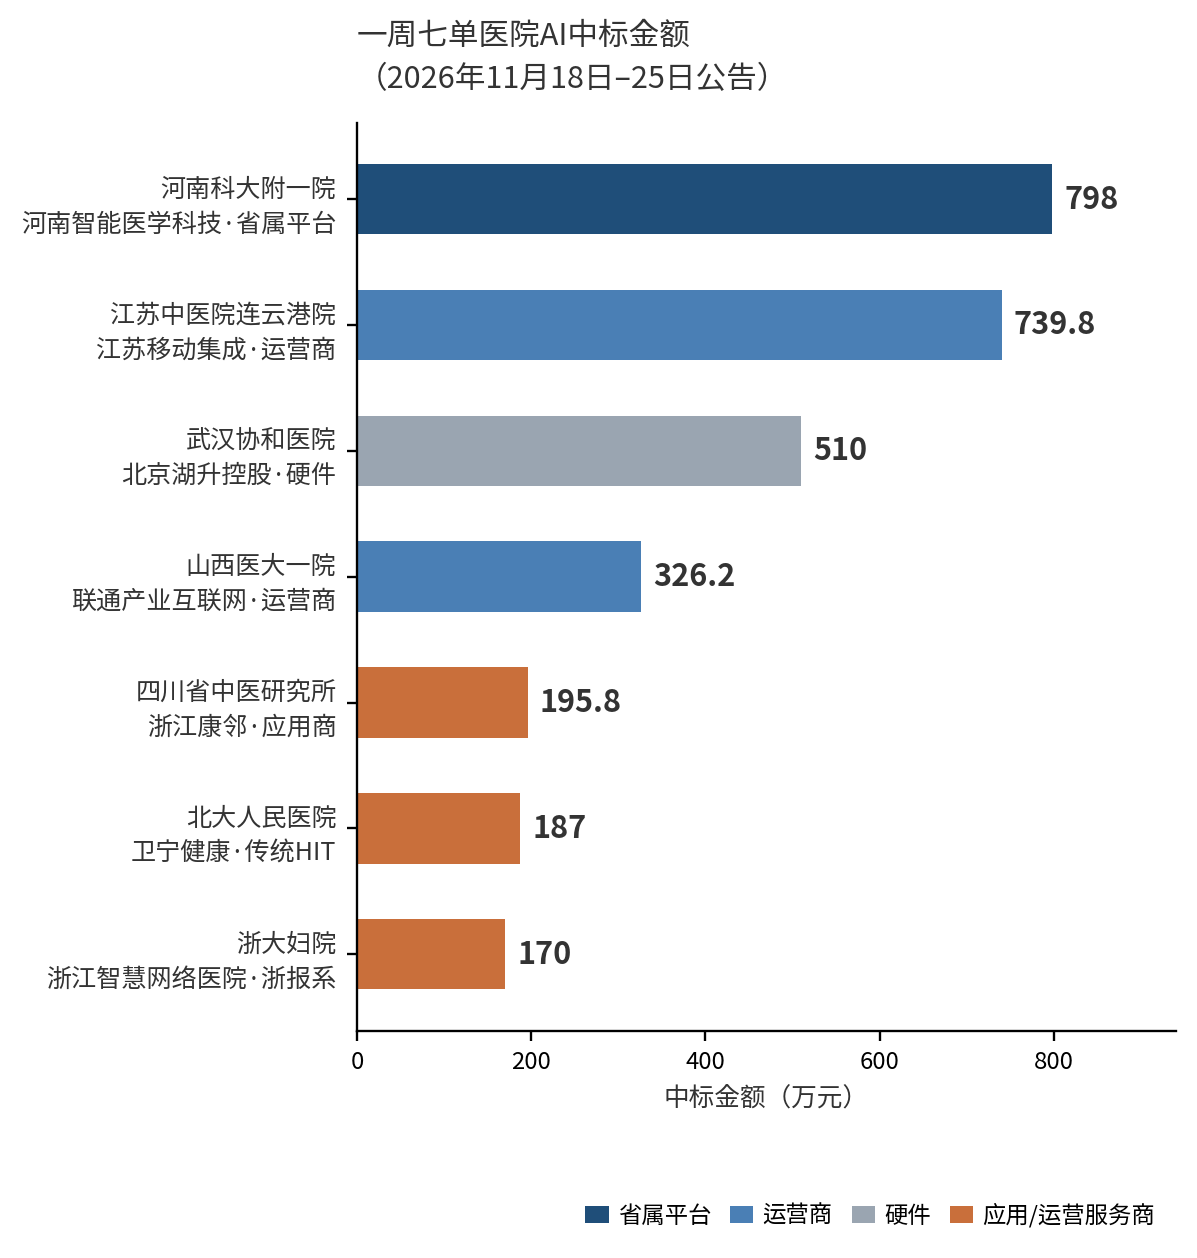 一周七单医院AI中标金额
（2026年11月18日–25日公告）
河南科大附一院
河南智能医学科技·省属平台
798
江苏中医院连云港院
江苏移动集成·运营商
739.8
武汉协和医院
北京湖升控股·硬件
510
山西医大一院
联通产业互联网·运营商
326.2
四川省中医研究所
浙江康邻·应用商
195.8
北大人民医院
卫宁健康·传统HIT
187
浙大妇院
浙江智慧网络医院·浙报系
170
0 200 400 600 800
中标金额（万元）
省属平台 运营商 硬件 应用/运营服务商